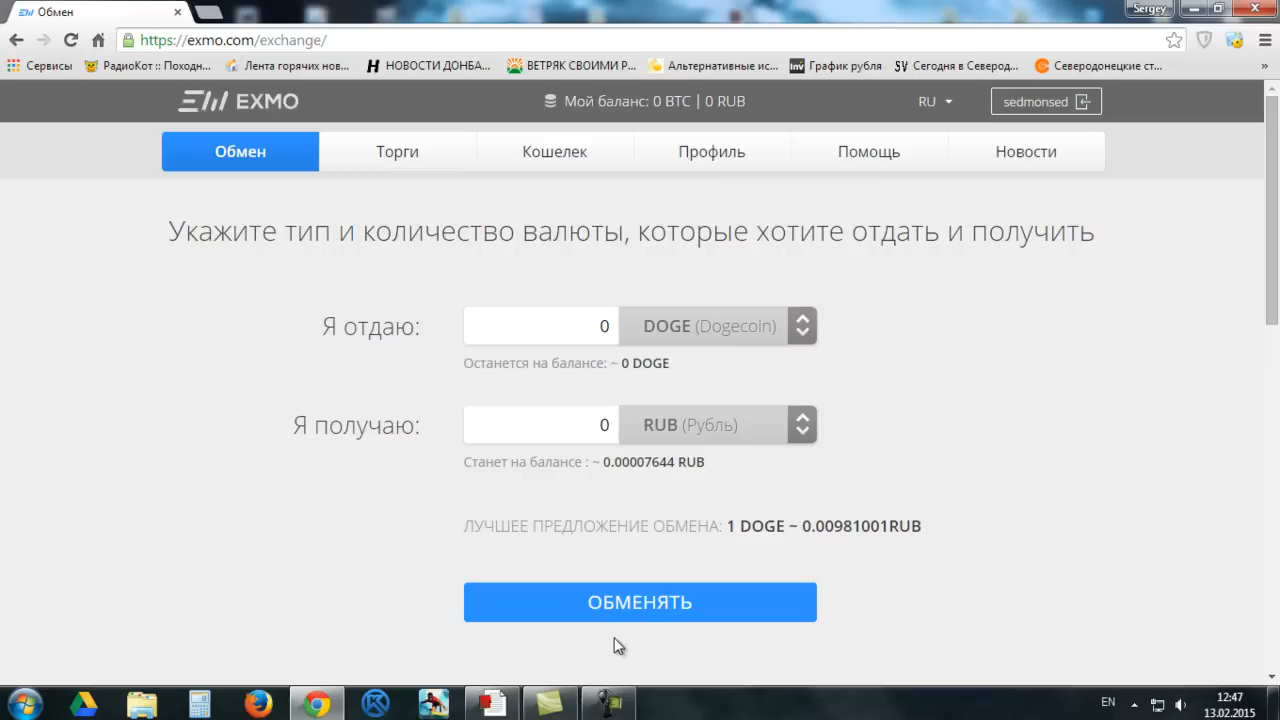 Обмен
Sergey
https://exmo.com/exchange/
Сервисы
РадиоКот :: Походн...
Лента горячих нов...
НОВОСТИ ДОНБА...
ВЕТРЯК СВОИМИ Р...
Альтернативные ис...
График рубля
Сегодня в Северод...
Северодонецкие ст...
»
EXMO
Мой баланс: 0 BTC | 0 RUB
RU
sedmonsed
Обмен
Торги
Кошелек
Профиль
Помощь
Новости
Укажите тип и количество валюты, которые хотите отдать и получить
Я отдаю:
0
DOGE (Dogecoin)
Останется на балансе: ~ 0 DOGE
Я получаю:
0
RUB (Рубль)
Станет на балансе : ~ 0.00007644 RUB
ЛУЧШЕЕ ПРЕДЛОЖЕНИЕ ОБМЕНА: 1 DOGE ~ 0.00981001RUB
ОБМЕНЯТЬ
EN
12:47
13.02.2015